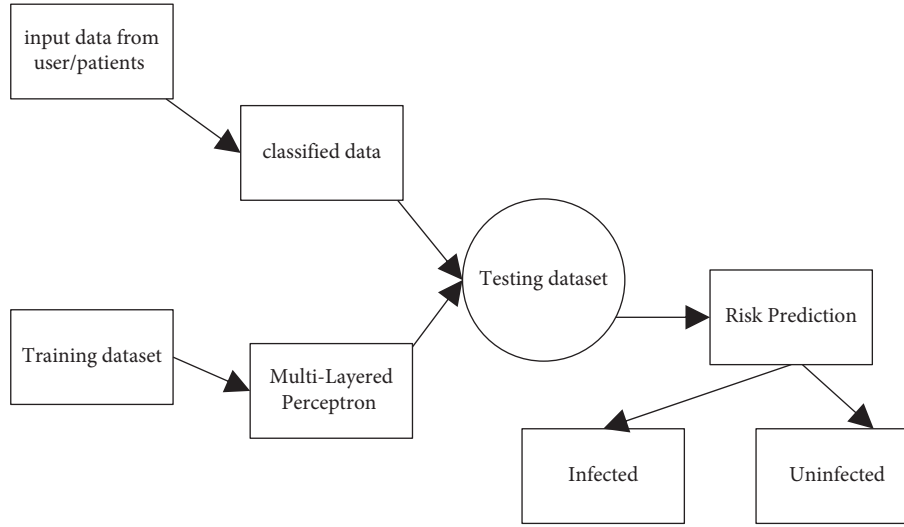 input data from
user/patients
classified data
Testing dataset
Risk Prediction
Training dataset
Multi-Layered
Perceptron
Infected
Uninfected